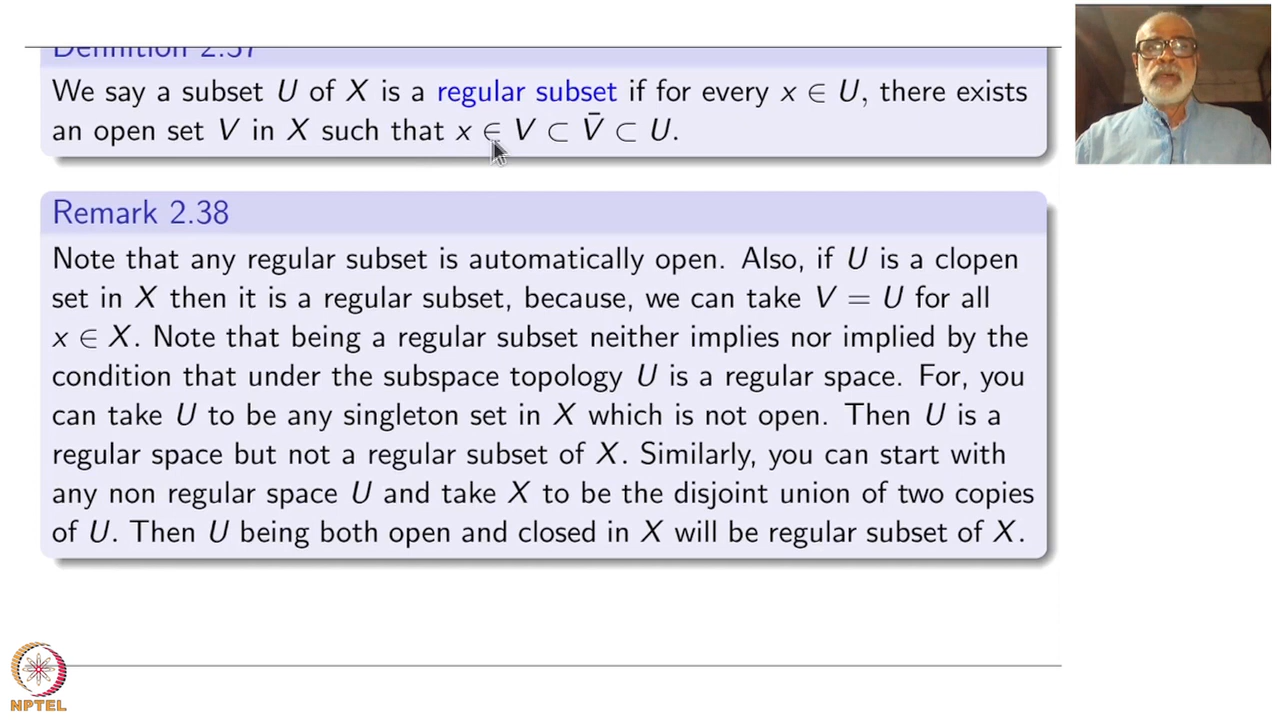 Definition 2.37
We say a subset U of X is a regular subset if for every x ∈ U, there exists
an open set V in X such that x ∈ V ⊂ V̄ ⊂ U.
Remark 2.38
Note that any regular subset is automatically open. Also, if U is a clopen
set in X then it is a regular subset, because, we can take V = U for all
x ∈ X. Note that being a regular subset neither implies nor implied by the
condition that under the subspace topology U is a regular space. For, you
can take U to be any singleton set in X which is not open. Then U is a
regular space but not a regular subset of X. Similarly, you can start with
any non regular space U and take X to be the disjoint union of two copies
of U. Then U being both open and closed in X will be regular subset of X.
NPTEL